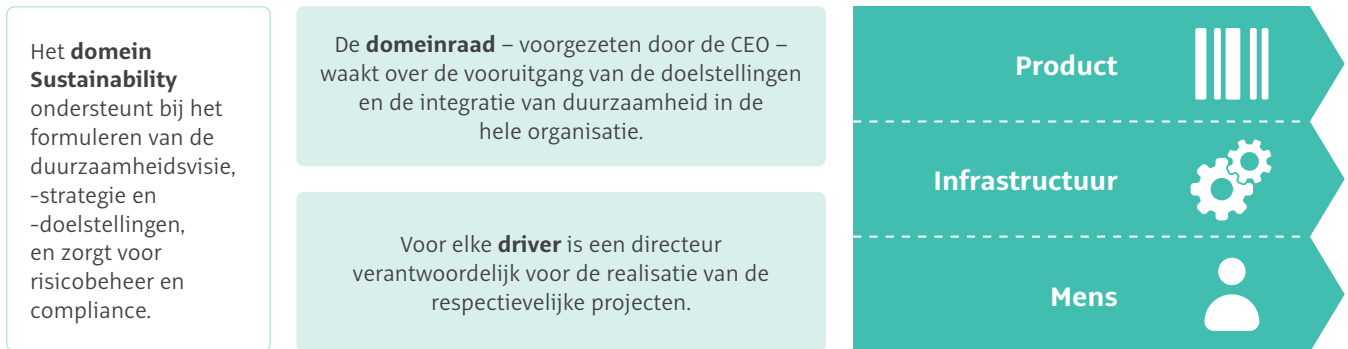 Het domein
Sustainability
ondersteunt bij het
formuleren van de
duurzaamheidsvisie,
-strategie en
-doelstellingen,
en zorgt voor
risicobeheer en
compliance.
De domeinraad – voorgezeten door de CEO –
waakt over de vooruitgang van de doelstellingen
en de integratie van duurzaamheid in de
hele organisatie.
Voor elke driver is een directeur
verantwoordelijk voor de realisatie van de
respectievelijke projecten.
Product
Infrastructuur
Mens